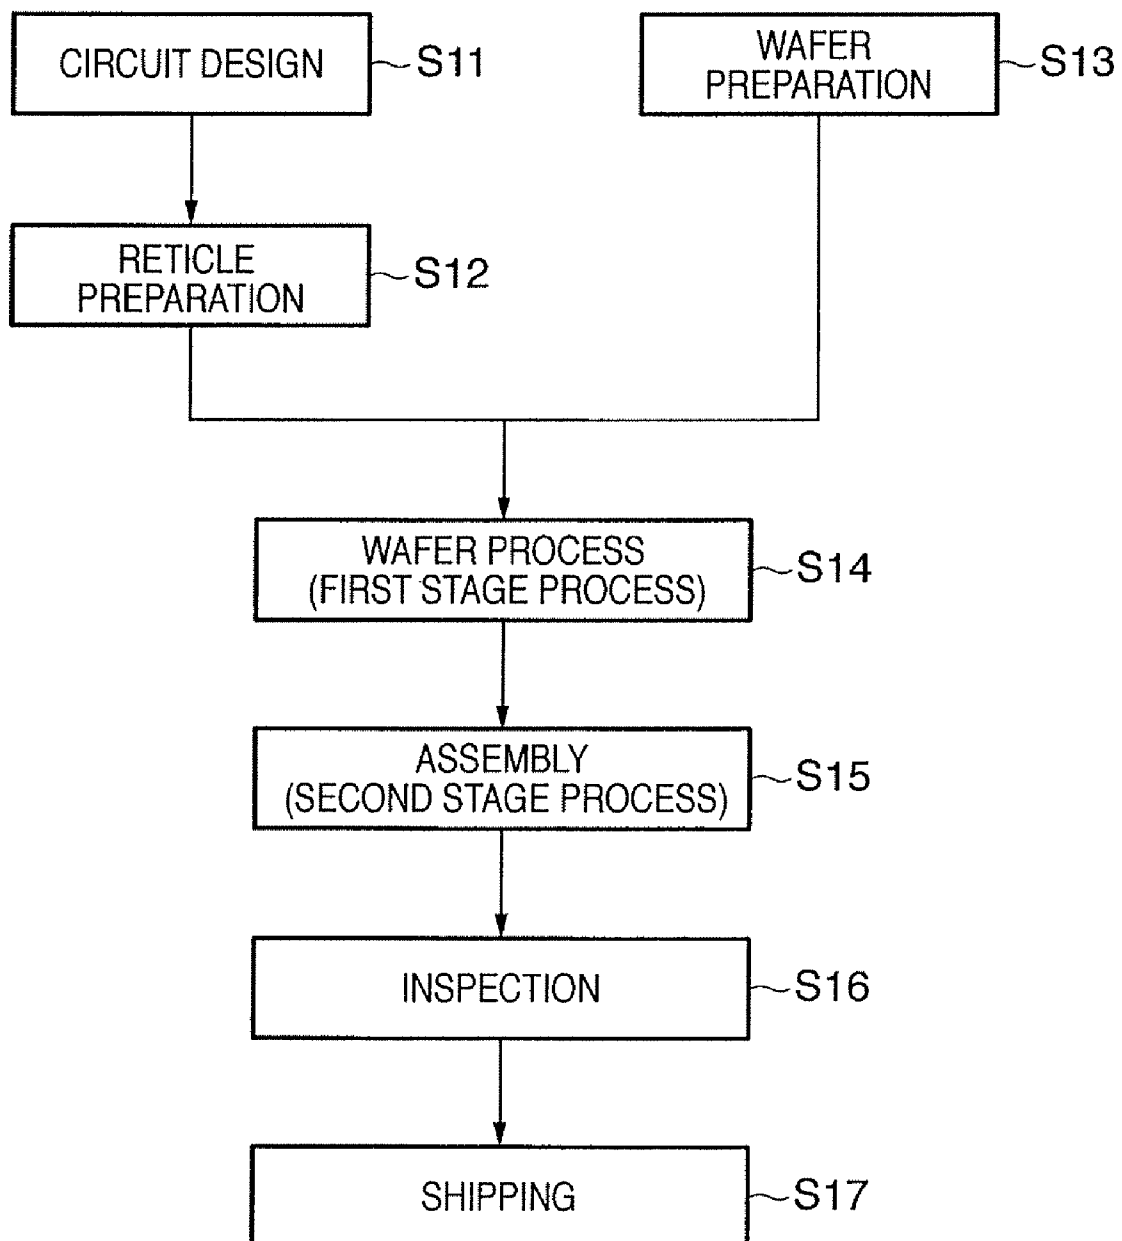 CIRCUIT DESIGN
S11
WAFER
PREPARATION
S13
RETICLE
PREPARATION
S12
WAFER PROCESS
(FIRST STAGE PROCESS)
S14
ASSEMBLY
(SECOND STAGE PROCESS)
S15
INSPECTION
S16
SHIPPING
S17